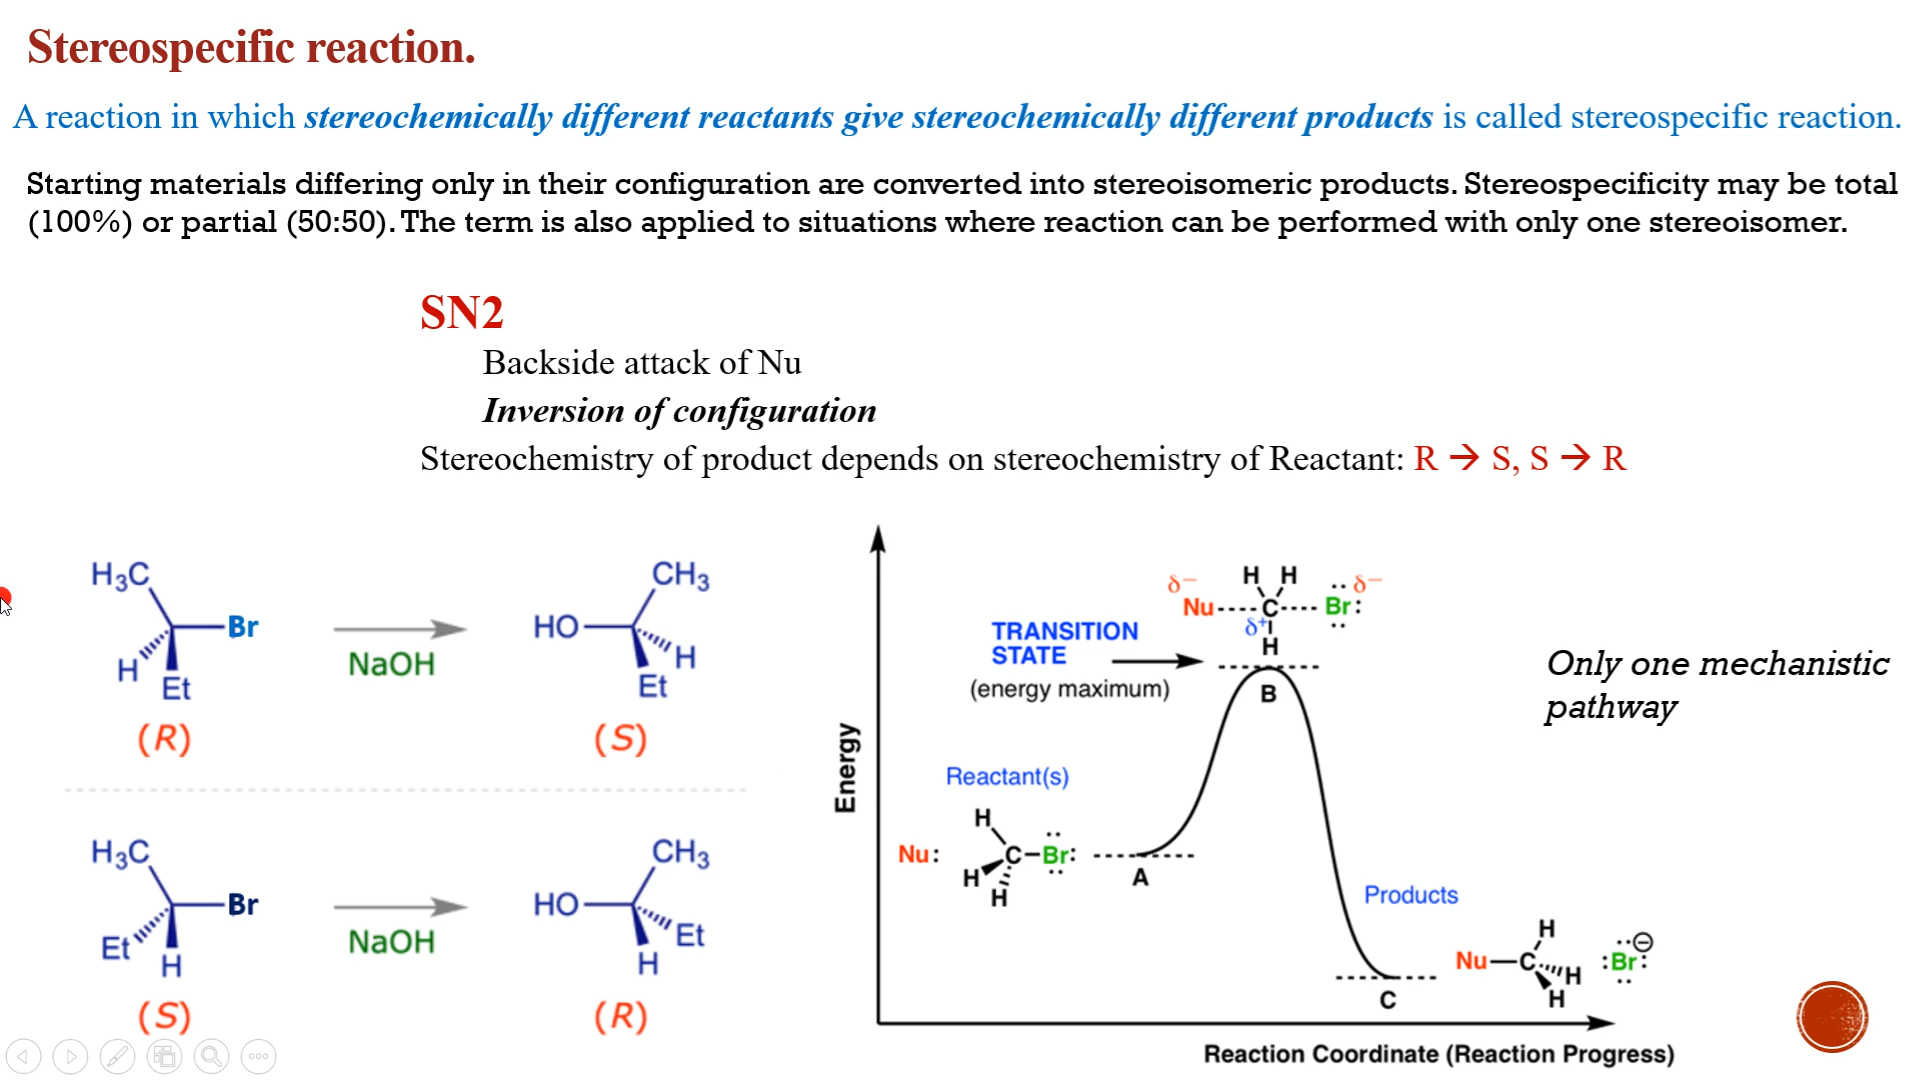 Stereospecific reaction.
A reaction in which stereochemically different reactants give stereochemically different products is called stereospecific reaction.
Starting materials differing only in their configuration are converted into stereoisomeric products. Stereospecificity may be total
(100%) or partial (50:50). The term is also applied to situations where reaction can be performed with only one stereoisomer.
SN2
Backside attack of Nu
Inversion of configuration
Stereochemistry of product depends on stereochemistry of Reactant: R → S, S → R
H3C
Br
H
Et
(R)
NaOH
CH3
HO
H
Et
(S)
H3C
Br
Et
H
(S)
NaOH
CH3
HO
Et
H
(R)
Energy
TRANSITION
STATE
(energy maximum)
δ−
H H
δ−
Nu----C----Br:
δ+
H
B
Reactant(s)
Nu:
H
C–Br:
H
H
A
Products
H
Nu—C
H
H
:Br:
⊖
C
Reaction Coordinate (Reaction Progress)
Only one mechanistic
pathway